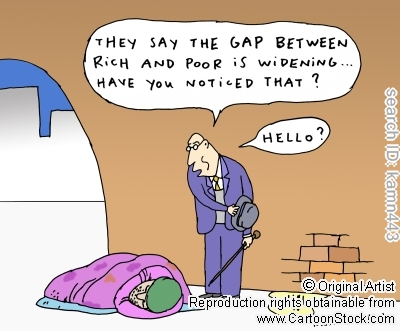 THEY SAY THE GAP BETWEEN
RICH AND POOR IS WIDENING...
HAVE YOU NOTICED THAT?
HELLO?
search ID: kamn443
© Original Artist
Reproduction rights obtainable from
www.CartoonStock.com